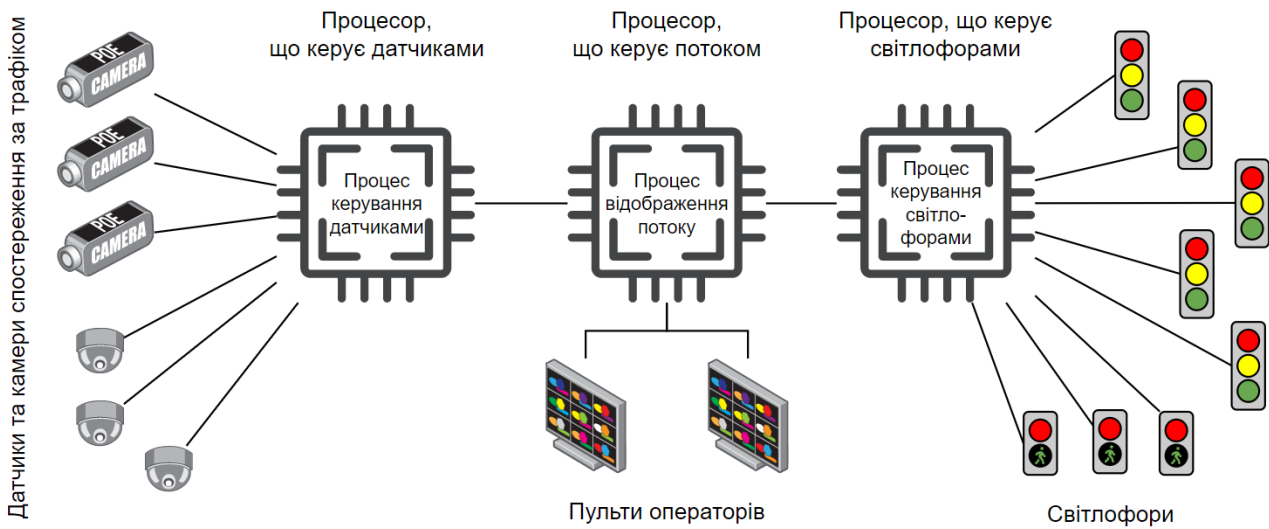 Датчики та камери спостереження за трафіком
Процесор,
що керує датчиками
Процесор,
що керує потоком
Процесор, що керує
світлофорами
POE
CAMERA
POE
CAMERA
POE
CAMERA
Процес
керування
датчиками
Процес
відображення
потоку
Процес
керування
світло-
форами
Пульти операторів
Світлофори